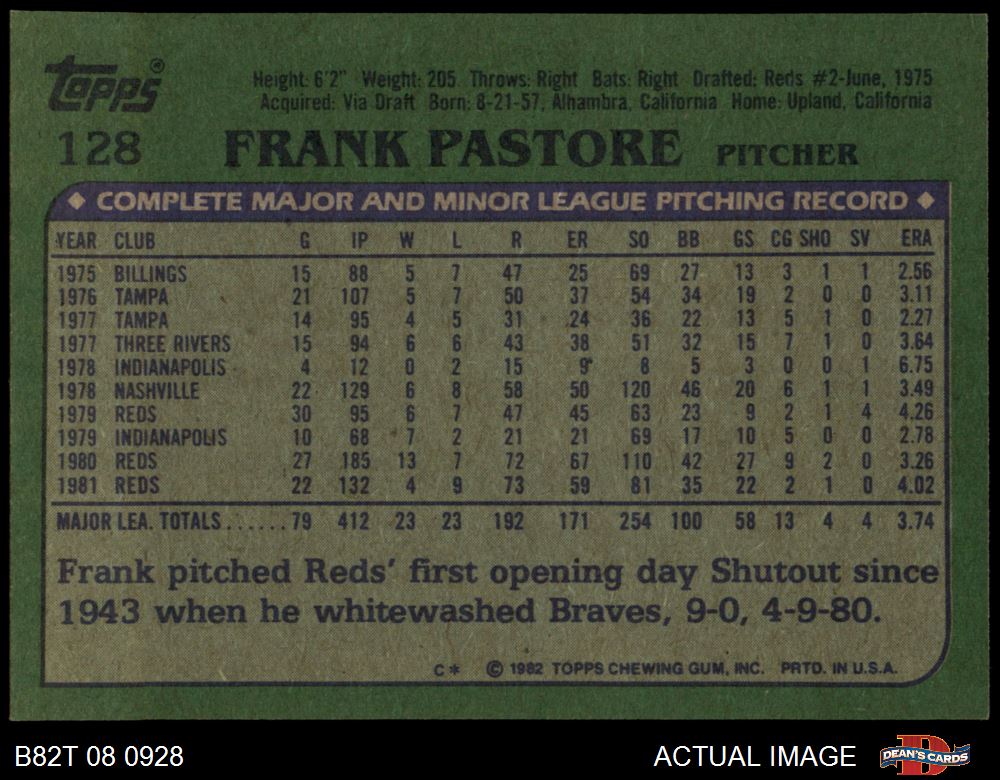 Topps®
Height: 6'2" Weight: 205 Throws: Right Bats: Right Drafted: Reds #2-June, 1975
Acquired: Via Draft Born: 8-21-57, Alhambra, California Home: Upland, California
128 FRANK PASTORE PITCHER
◆ COMPLETE MAJOR AND MINOR LEAGUE PITCHING RECORD ◆
YEAR CLUB G IP W L R ER SO BB GS CG SHO SV ERA
1975 BILLINGS 15 88 5 7 47 25 69 27 13 3 1 1 2.56
1976 TAMPA 21 107 5 7 50 37 54 34 19 2 0 0 3.11
1977 TAMPA 14 95 4 5 31 24 36 22 13 5 1 0 2.27
1977 THREE RIVERS 15 94 6 6 43 38 51 32 15 7 1 0 3.64
1978 INDIANAPOLIS 4 12 0 2 15 9 8 5 3 0 0 1 6.75
1978 NASHVILLE 22 129 6 8 58 50 120 46 20 6 1 1 3.49
1979 REDS 30 95 6 7 47 45 63 23 9 2 1 4 4.26
1979 INDIANAPOLIS 10 68 7 2 21 21 69 17 10 5 0 0 2.78
1980 REDS 27 185 13 7 72 67 110 42 27 9 2 0 3.26
1981 REDS 22 132 4 9 73 59 81 35 22 2 1 0 4.02
MAJOR LEA. TOTALS......79 412 23 23 192 171 254 100 58 13 4 4 3.74
Frank pitched Reds' first opening day Shutout since
1943 when he whitewashed Braves, 9-0, 4-9-80.
C* © 1982 TOPPS CHEWING GUM, INC. PRTD. IN U.S.A.
B82T 08 0928 ACTUAL IMAGE DEAN'S CARDS